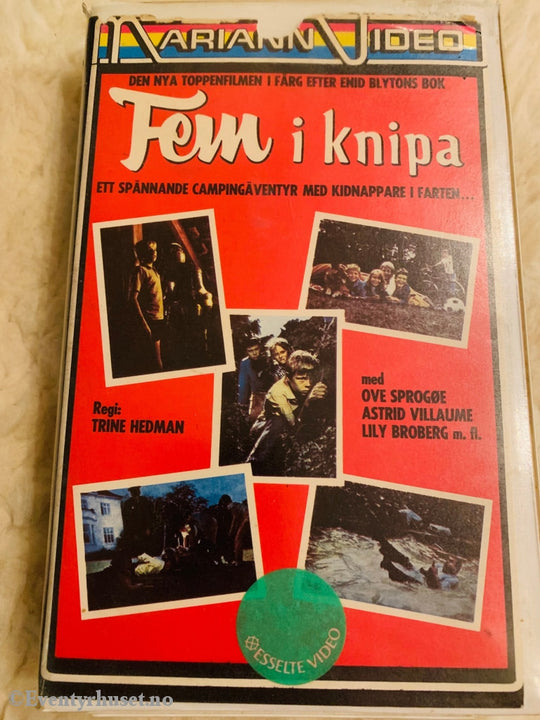 MARIANN VIDEO
DEN NYA TOPPENFILMEN I FÄRG EFTER ENID BLYTONS BOK
Fem i knipa
ETT SPÄNNANDE CAMPINGÄVENTYR MED KIDNAPPARE I FARTEN...
Regi:
TRINE HEDMAN
med
OVE SPROGØE
ASTRID VILLAUME
LILY BROBERG m. fl.
ESSELTE VIDEO
©Eventyrhuset.no